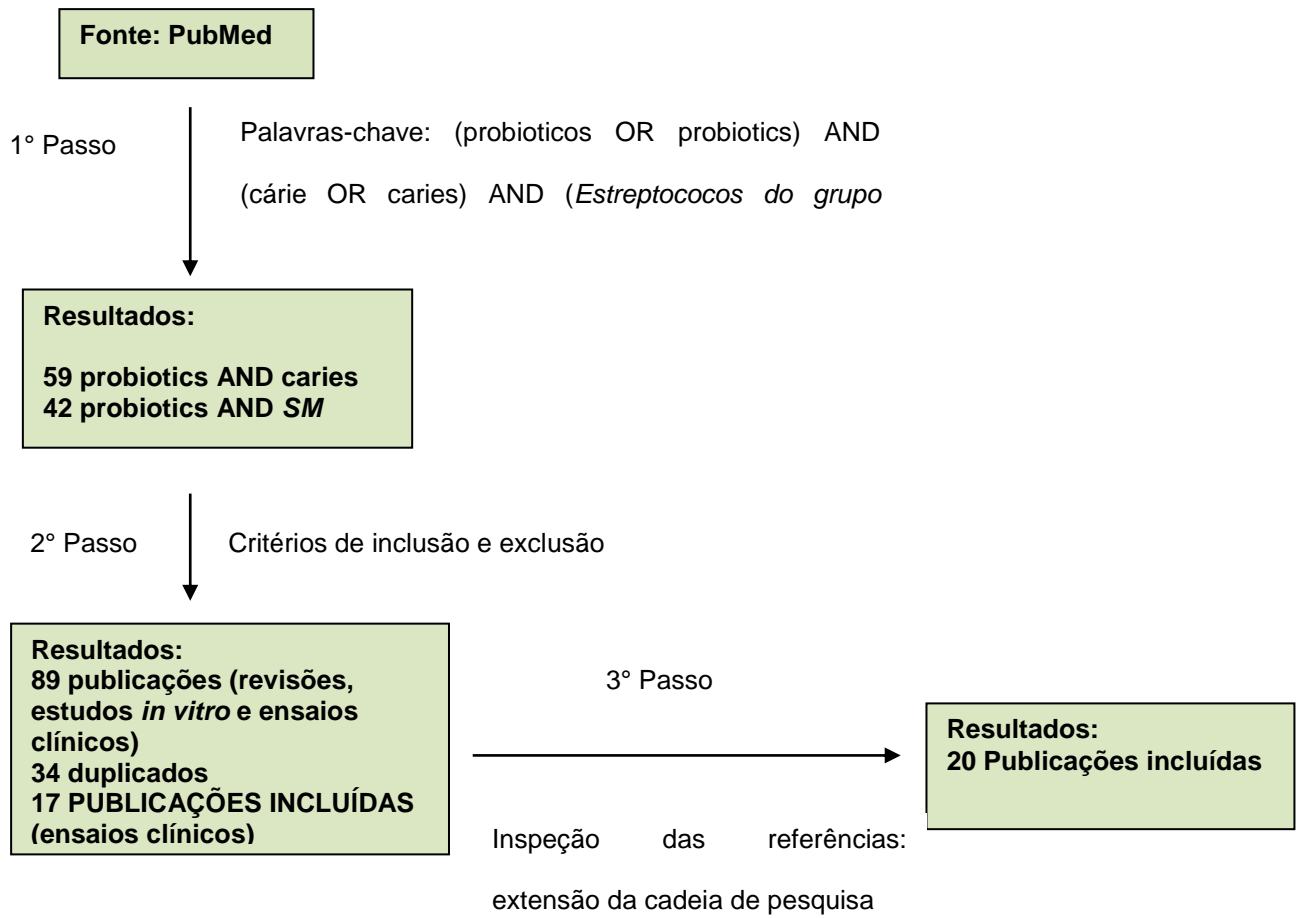 Fonte: PubMed
1° Passo
Palavras-chave: (probioticos OR probiotics) AND
(cárie OR caries) AND (Estreptococos do grupo
Resultados:
59 probiotics AND caries
42 probiotics AND SM
2° Passo
Critérios de inclusão e exclusão
Resultados:
89 publicações (revisões,
estudos in vitro e ensaios
clínicos)
34 duplicados
17 PUBLICAÇÕES INCLUÍDAS
(ensaios clínicos)
3° Passo
Inspeção das referências:
extensão da cadeia de pesquisa
Resultados:
20 Publicações incluídas